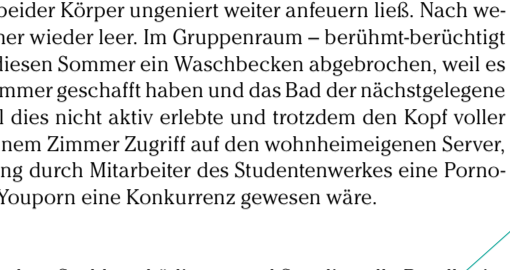 beider Körper ungeniert weiter anfeuern ließ. Nach we-
her wieder leer. Im Gruppenraum – berühmt-berüchtigt
diesen Sommer ein Waschbecken abgebrochen, weil es
mmer geschafft haben und das Bad der nächstgelegene
l dies nicht aktiv erlebte und trotzdem den Kopf voller
nem Zimmer Zugriff auf den wohnheimeigenen Server,
ng durch Mitarbeiter des Studentenwerkes eine Porno-
Youporn eine Konkurrenz gewesen wäre.